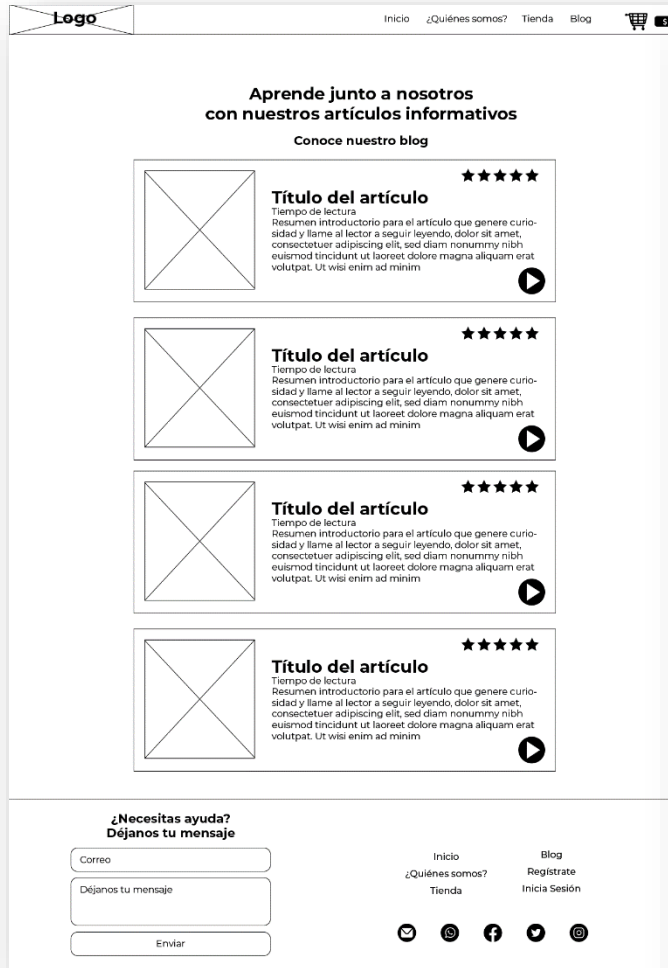 Logo
Inicio
¿Quiénes somos?
Tienda
Blog
S
Aprende junto a nosotros
con nuestros artículos informativos
Conoce nuestro blog
Título del artículo
Tiempo de lectura
Resumen introductorio para el artículo que genere curio-
sidad y llame al lector a seguir leyendo, dolor sit amet,
consectetuer adipiscing elit, sed diam nonummy nibh
euismod tincidunt ut laoreet dolore magna aliquam erat
volutpat. Ut wisi enim ad minim
Título del artículo
Tiempo de lectura
Resumen introductorio para el artículo que genere curio-
sidad y llame al lector a seguir leyendo, dolor sit amet,
consectetuer adipiscing elit, sed diam nonummy nibh
euismod tincidunt ut laoreet dolore magna aliquam erat
volutpat. Ut wisi enim ad minim
Título del artículo
Tiempo de lectura
Resumen introductorio para el artículo que genere curio-
sidad y llame al lector a seguir leyendo, dolor sit amet,
consectetuer adipiscing elit, sed diam nonummy nibh
euismod tincidunt ut laoreet dolore magna aliquam erat
volutpat. Ut wisi enim ad minim
Título del artículo
Tiempo de lectura
Resumen introductorio para el artículo que genere curio-
sidad y llame al lector a seguir leyendo, dolor sit amet,
consectetuer adipiscing elit, sed diam nonummy nibh
euismod tincidunt ut laoreet dolore magna aliquam erat
volutpat. Ut wisi enim ad minim
¿Necesitas ayuda?
Déjanos tu mensaje
Correo
Déjanos tu mensaje
Enviar
Inicio
¿Quiénes somos?
Tienda
Blog
Regístrate
Inicia Sesión